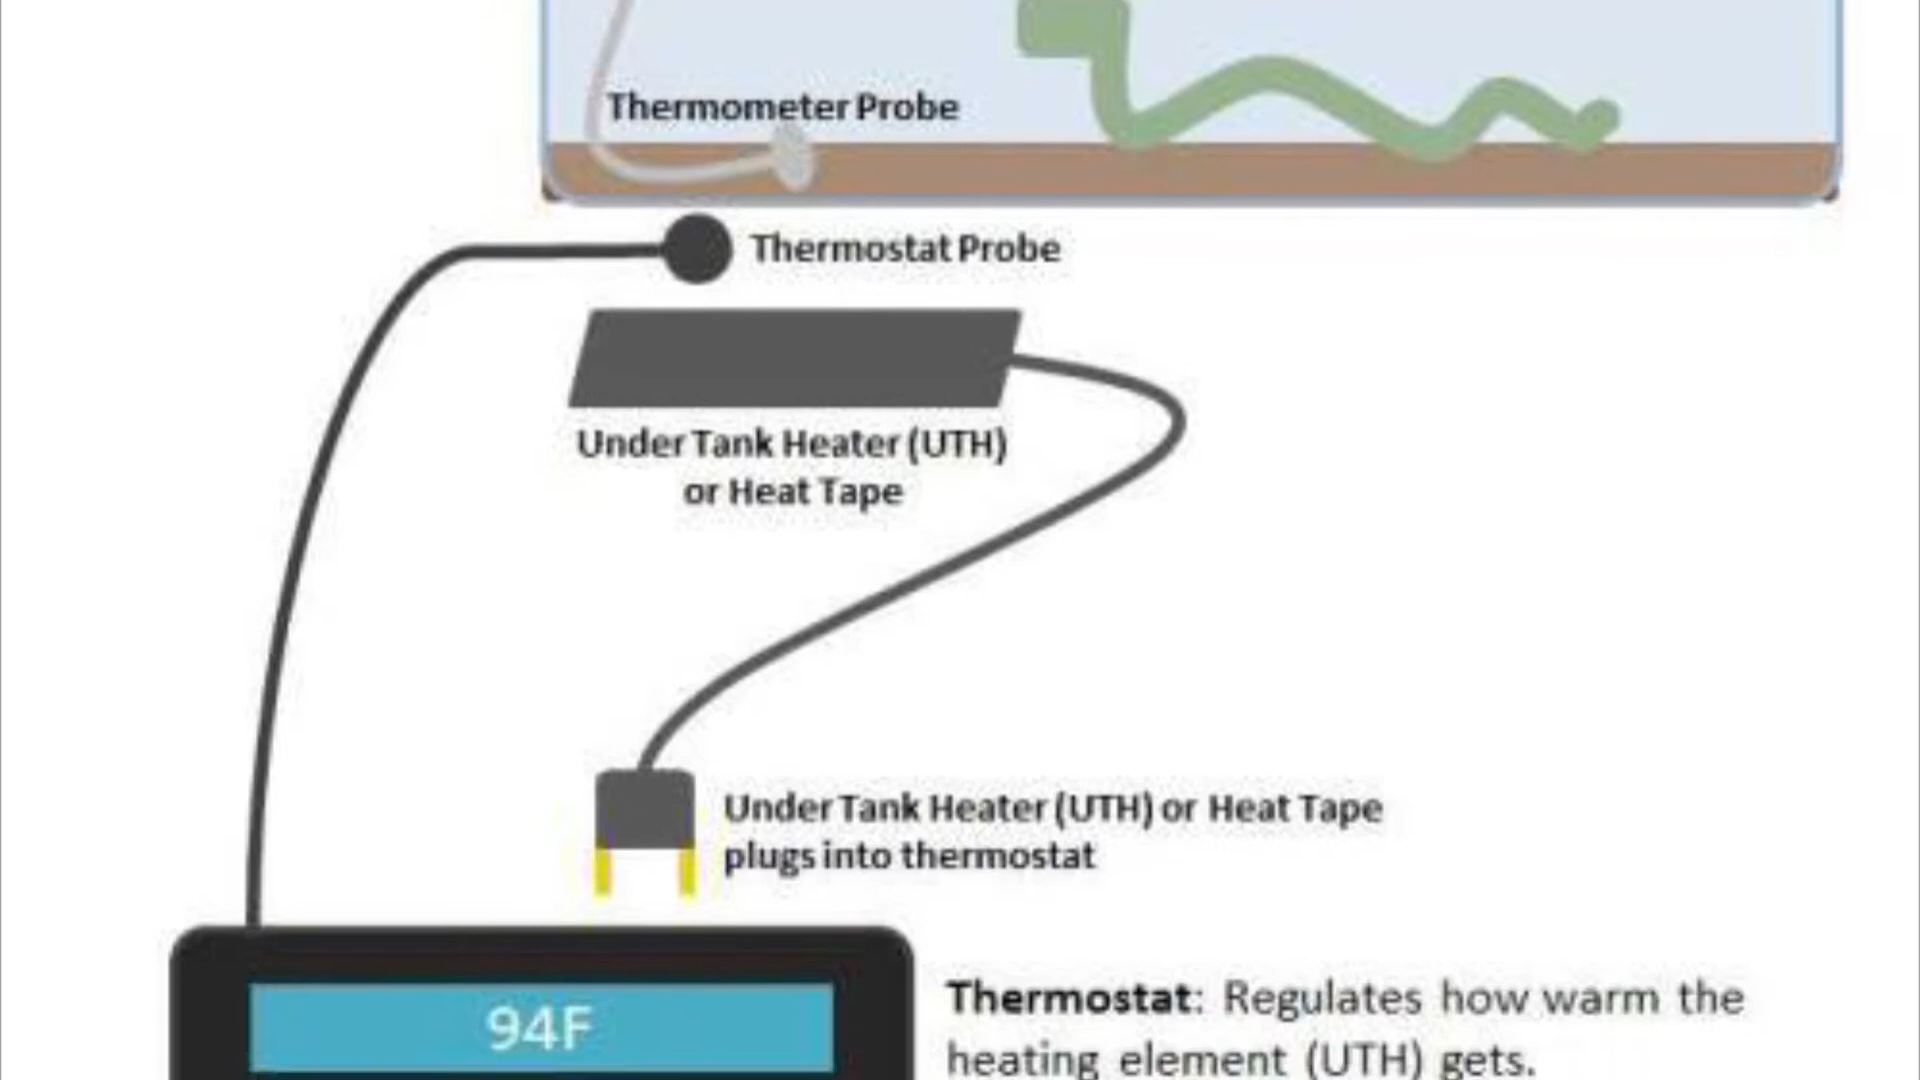 Thermometer Probe
Thermostat Probe
Under Tank Heater (UTH)
or Heat Tape
Under Tank Heater (UTH) or Heat Tape
plugs into thermostat
94F
Thermostat: Regulates how warm the
heating element (UTH) gets.